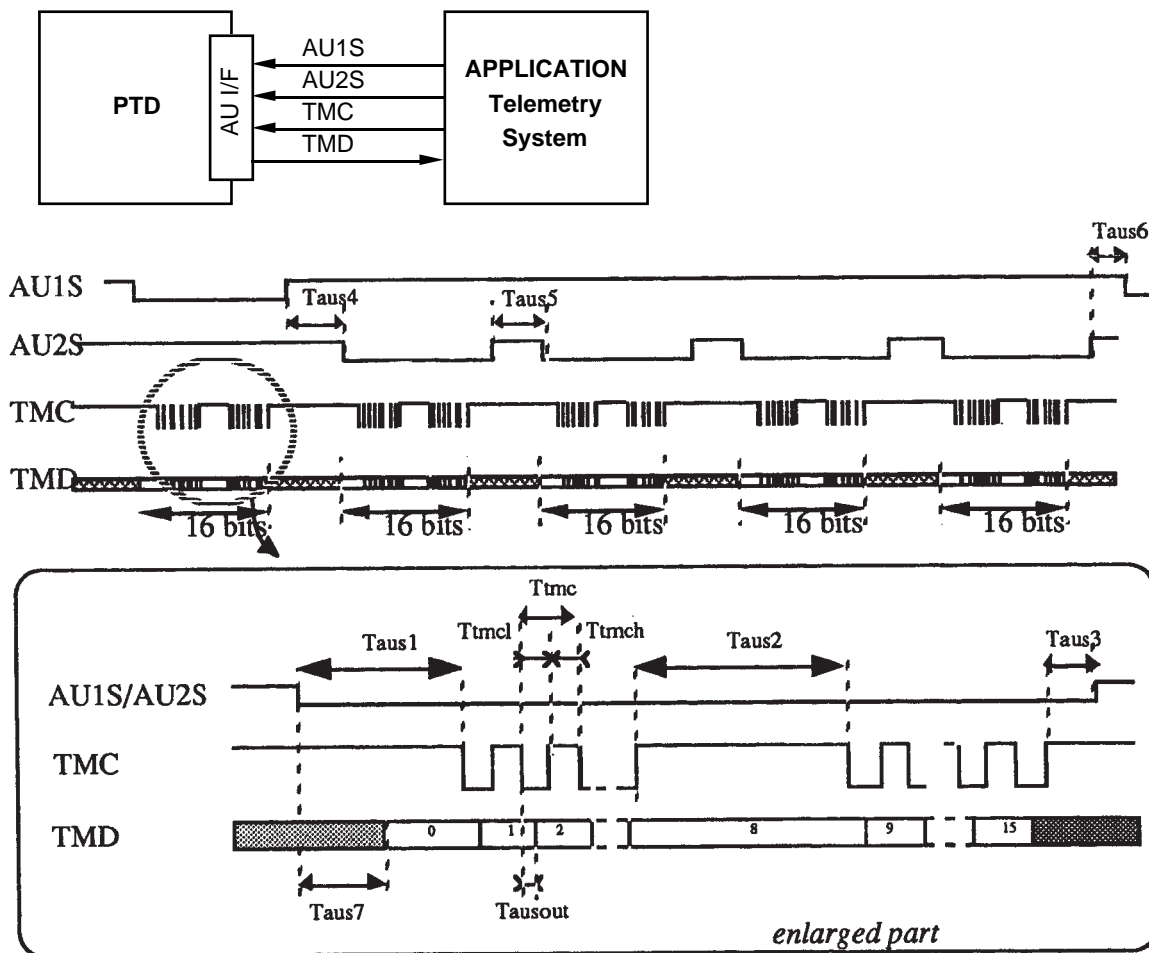 PTD
AU I/F
AU1S
AU2S
TMC
TMD
APPLICATION
Telemetry
System
Taus6
AU1S
Taus4
Taus5
AU2S
TMC
TMD
16 bits
16 bits
16 bits
16 bits
16 bits
Ttmc
Taus1
Ttmcl
Ttmch
Taus2
Taus3
AU1S/AU2S
TMC
TMD
0
1
2
8
9
15
Taus7
Tausout
enlarged part